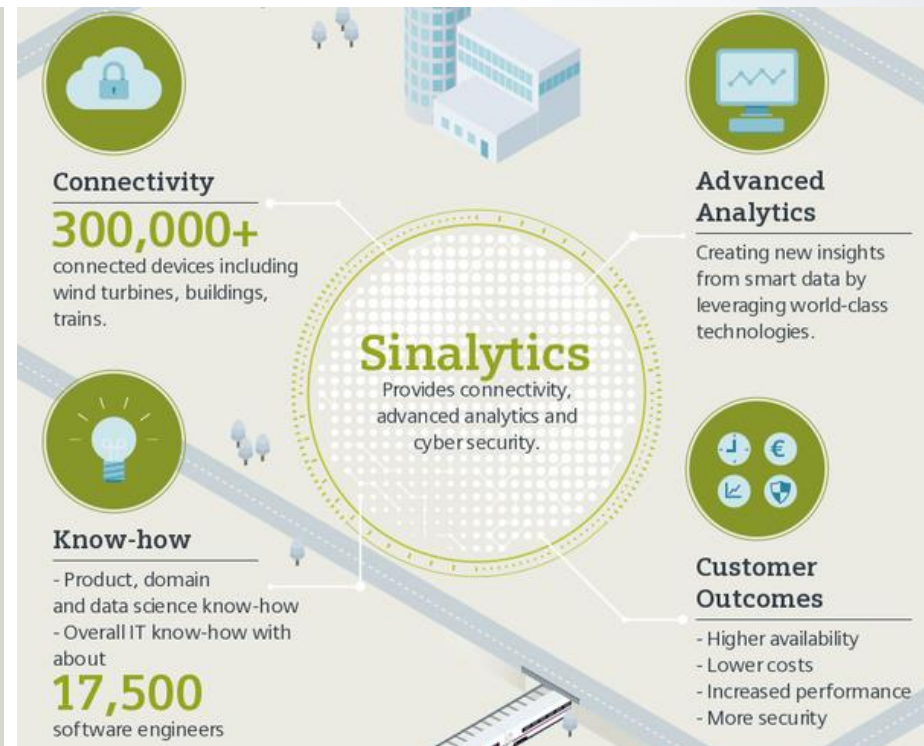 Connectivity
300,000+
connected devices including
wind turbines, buildings,
trains.
Advanced
Analytics
Creating new insights
from smart data by
leveraging world-class
technologies.
Sinalytics
Provides connectivity,
advanced analytics and
cyber security.
Know-how
- Product, domain
and data science know-how
- Overall IT know-how with
about
17,500
software engineers
€
Customer
Outcomes
- Higher availability
- Lower costs
- Increased performance
- More security